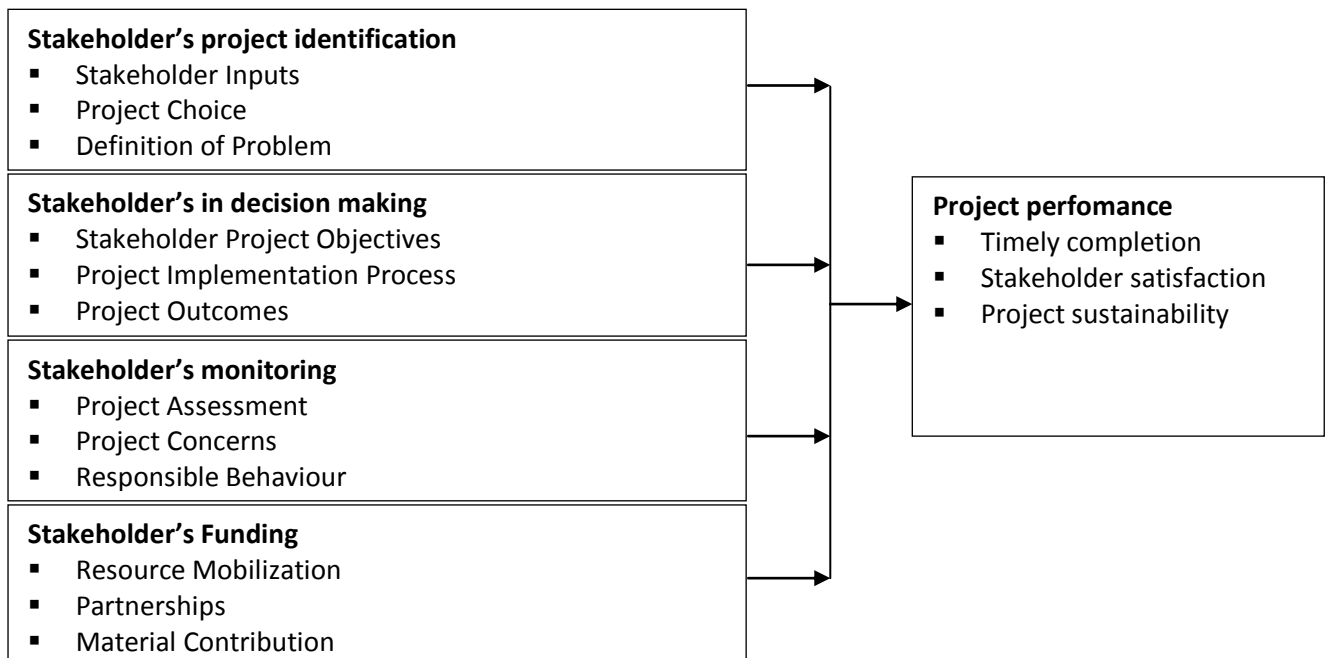 Stakeholder’s project identification
▪ Stakeholder Inputs
▪ Project Choice
▪ Definition of Problem
Stakeholder’s in decision making
▪ Stakeholder Project Objectives
▪ Project Implementation Process
▪ Project Outcomes
Stakeholder’s monitoring
▪ Project Assessment
▪ Project Concerns
▪ Responsible Behaviour
Stakeholder’s Funding
▪ Resource Mobilization
▪ Partnerships
▪ Material Contribution
Project perfomance
▪ Timely completion
▪ Stakeholder satisfaction
▪ Project sustainability